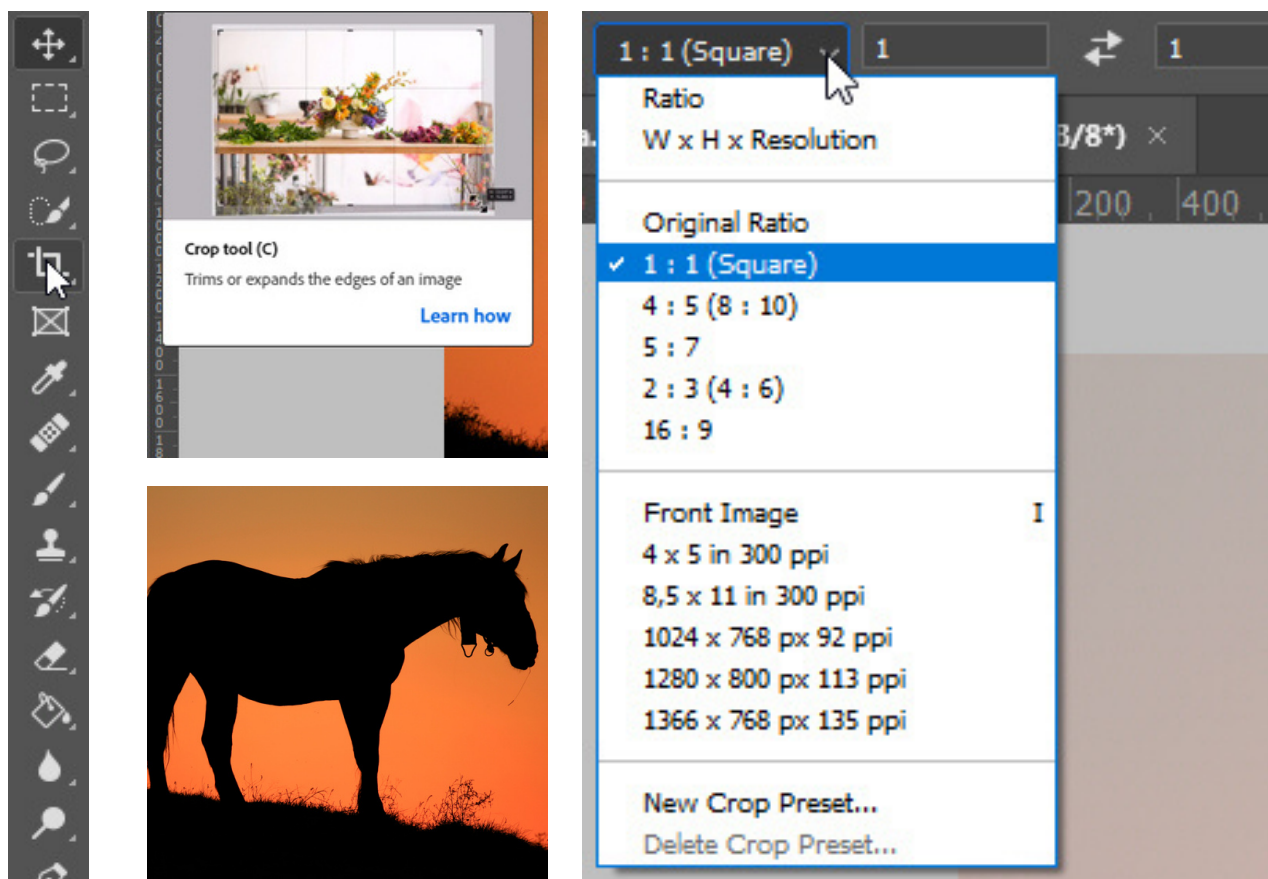 Crop tool (C)
Trims or expands the edges of an image
Learn how
1 : 1 (Square)
1
1
Ratio
W x H x Resolution
Original Ratio
1 : 1 (Square)
4 : 5 (8 : 10)
5 : 7
2 : 3 (4 : 6)
16 : 9
Front Image I
4 x 5 in 300 ppi
8,5 x 11 in 300 ppi
1024 x 768 px 92 ppi
1280 x 800 px 113 ppi
1366 x 768 px 135 ppi
New Crop Preset...
Delete Crop Preset...
a.
/8*) ×
200 400